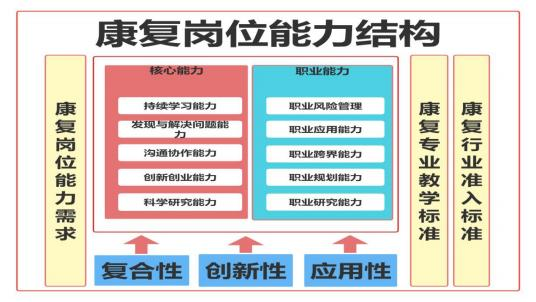 康复岗位能力结构
康复岗位能力需求
核心能力
持续学习能力
发现与解决问题能
力
沟通协作能力
创新创业能力
科学研究能力
职业能力
职业风险管理
职业应用能力
职业跨界能力
职业规划能力
职业研究能力
康复专业教学标准
康复行业准入标准
复合性
创新性
应用性